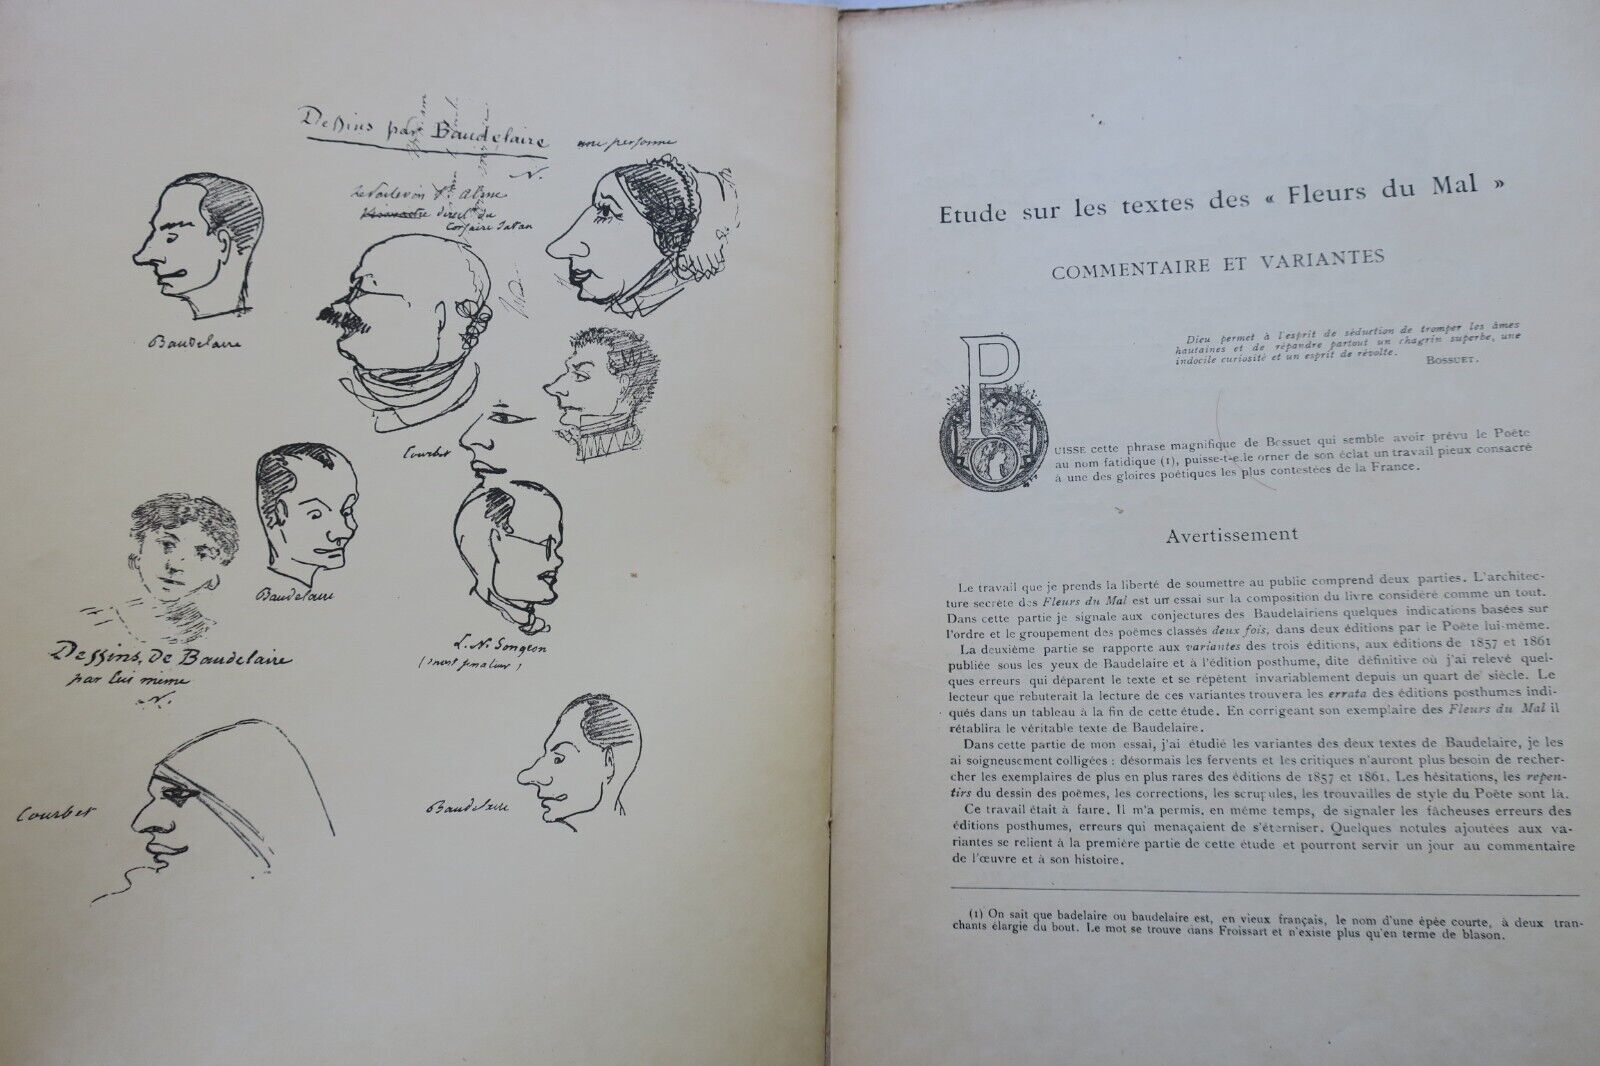 Dessins par Baudelaire
N.
une personne
Le Poitevin St. Alme
direct. du
Corsaire Satan
Baudelaire
Courbet
Baudelaire
L. N. Songeon
Dessins de Baudelaire
par lui même
N.
Courbet
Baudelaire
Etude sur les textes des « Fleurs du Mal »
COMMENTAIRE ET VARIANTES
Dieu permet à l'esprit de séduction de tromper les âmes
hautaines et de répandre partout un chagrin superbe, une
indocile curiosité et un esprit de révolte.
BOSSUET.
PUISSE cette phrase magnifique de Bossuet qui semble avoir prévu le Poète
au nom fatidique (1), puisse-t-elle orner de son éclat un travail pieux consacré
à une des gloires poétiques les plus contestées de la France.
Avertissement
Le travail que je prends la liberté de soumettre au public comprend deux parties. L'architec-
ture secrète des Fleurs du Mal est un essai sur la composition du livre considéré comme un tout.
Dans cette partie je signale aux conjectures des Baudelairiens quelques indications basées sur
l'ordre et le groupement des poèmes classés deux fois, dans deux éditions par le Poète lui-même.
La deuxième partie se rapporte aux variantes des trois éditions, aux éditions de 1857 et 1861
publiée sous les yeux de Baudelaire et à l'édition posthume, dite définitive où j'ai relevé quel-
ques erreurs qui déparent le texte et se répètent invariablement depuis un quart de siècle. Le
lecteur que rebuterait la lecture de ces variantes trouvera les errata des éditions posthumes indi-
qués dans un tableau à la fin de cette étude. En corrigeant son exemplaire des Fleurs du Mal il
rétablira le véritable texte de Baudelaire.
Dans cette partie de mon essai, j'ai étudié les variantes des deux textes de Baudelaire, je les
ai soigneusement colligées : désormais les fervents et les critiques n'auront plus besoin de recher-
cher les exemplaires de plus en plus rares des éditions de 1857 et 1861. Les hésitations, les repen-
tirs du dessin des poèmes, les corrections, les scrupules, les trouvailles de style du Poète sont là.
Ce travail était à faire. Il m'a permis, en même temps, de signaler les fâcheuses erreurs des
éditions posthumes, erreurs qui menaçaient de s'éterniser. Quelques notules ajoutées aux va-
riantes se relient à la première partie de cette étude et pourront servir un jour au commentaire
de l'œuvre et à son histoire.
(1) On sait que badelaire ou baudelaire est, en vieux français, le nom d'une épée courte, à deux tran-
chants élargie du bout. Le mot se trouve dans Froissart et n'existe plus qu'en terme de blason.